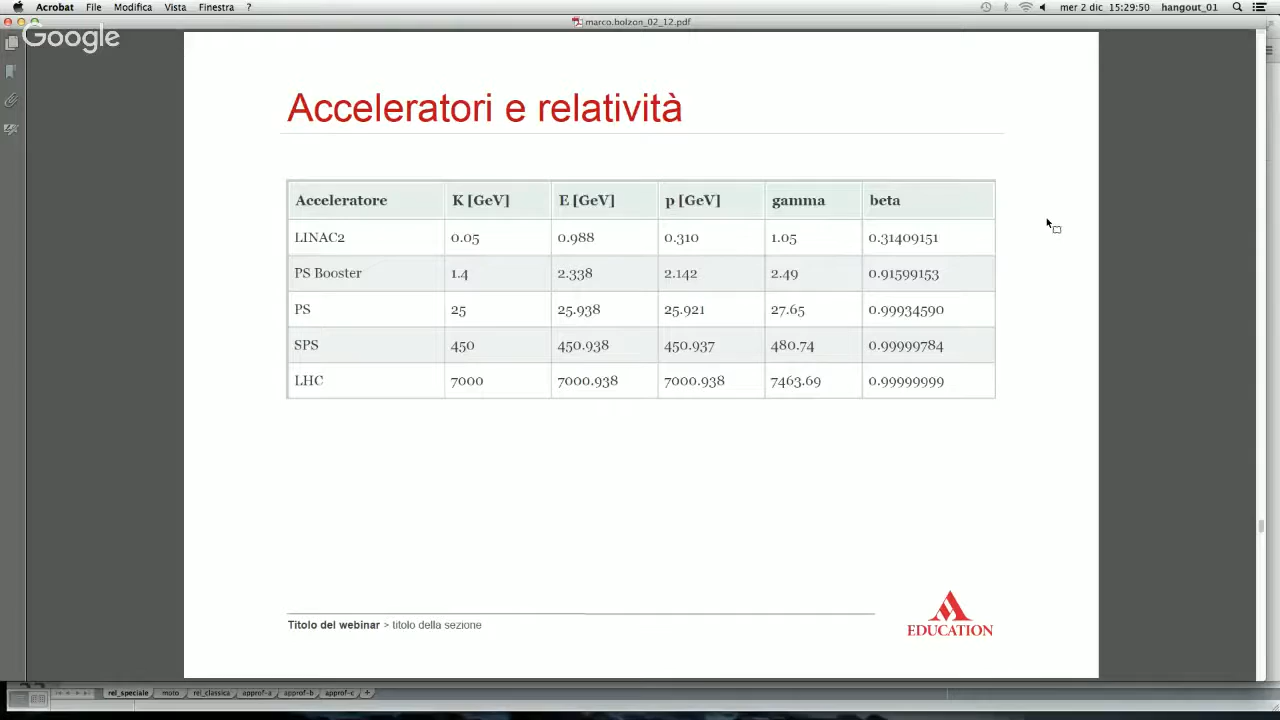 Acrobat File Modifica Vista Finestra ? mer 2 dic 15:29:50 hangout_01
marco.bolzon_02_12.pdf
Google
Acceleratori e relatività
Acceleratore K [GeV] E [GeV] p [GeV] gamma beta
LINAC2 0.05 0.988 0.310 1.05 0.31409151
PS Booster 1.4 2.338 2.142 2.49 0.91599153
PS 25 25.938 25.921 27.65 0.99934590
SPS 450 450.938 450.937 480.74 0.99999784
LHC 7000 7000.938 7000.938 7463.69 0.99999999
Titolo del webinar > titolo della sezione
EDUCATION
rel_speciale moto rel_classica approf-a approf-b approf-c +